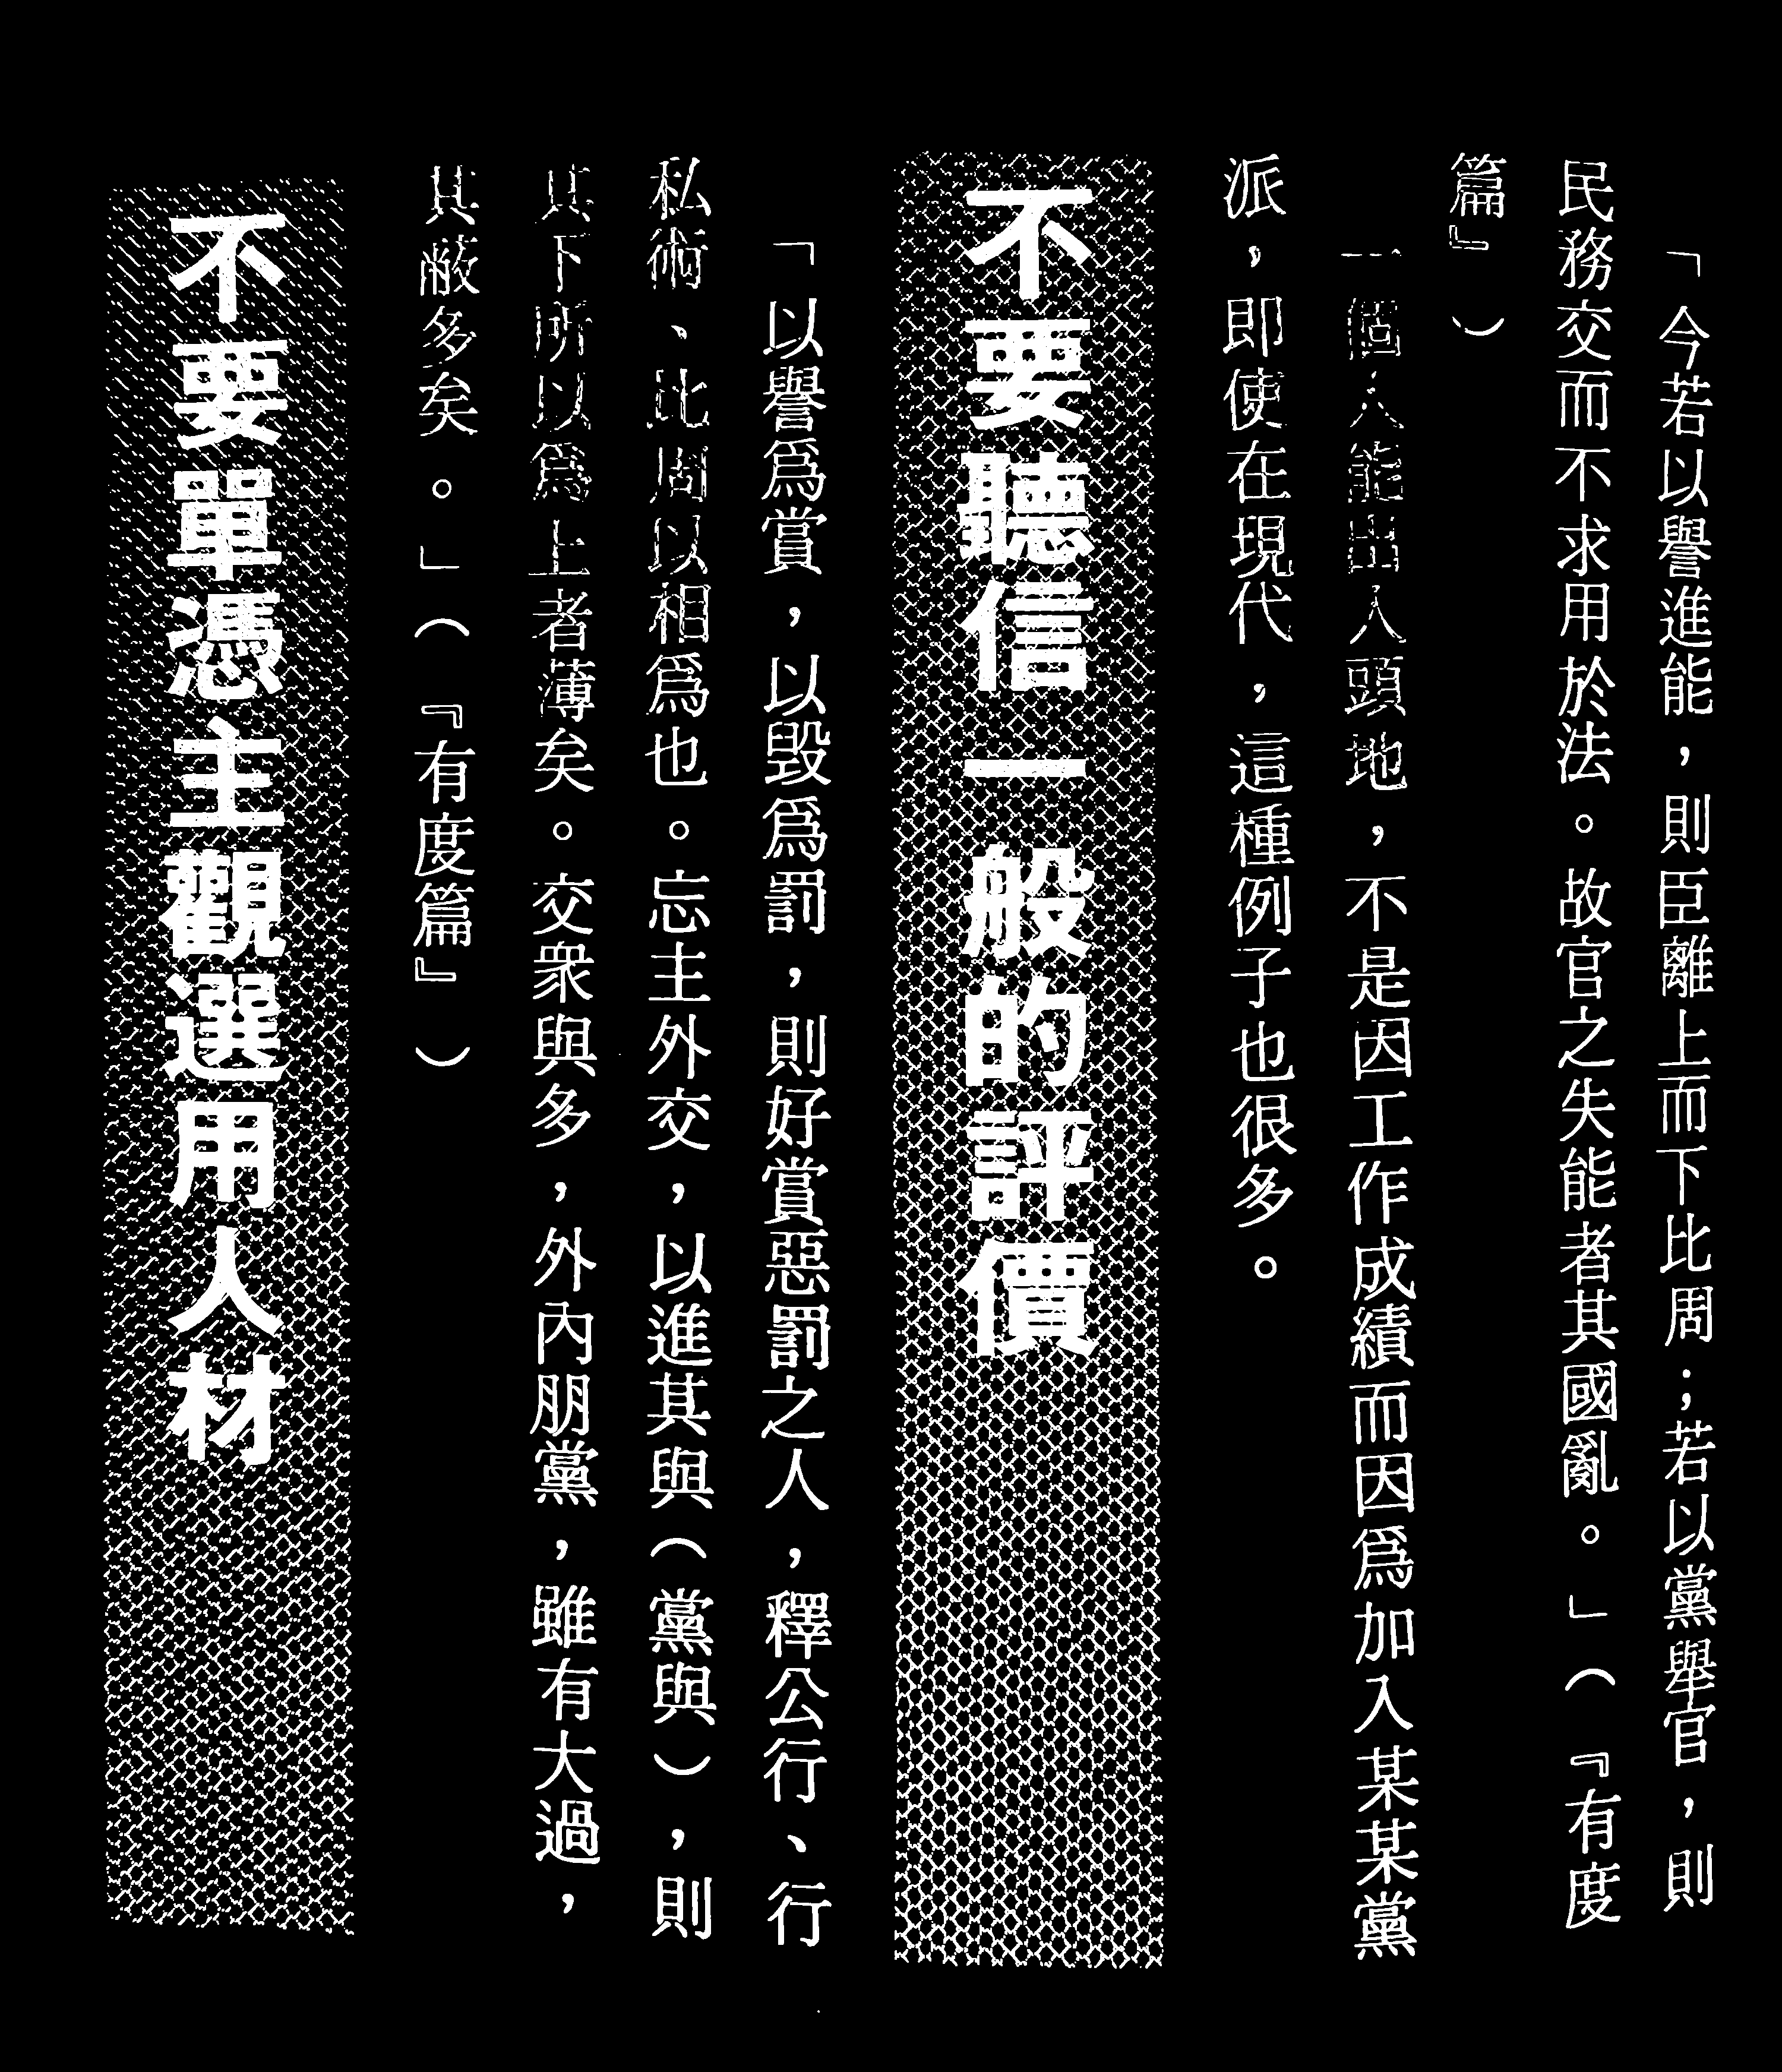 「今若以譽進能，則臣離上而下比周；若以黨舉官，則
民務交而不求用於法。故官之失能者其國亂。」（『有度
篇』）
一個人能出人頭地，不是因工作成績而因爲加入某某黨
派，即使在現代，這種例子也很多。
不要聽信一般的評價
「以譽爲賞，以毀爲罰，則好賞惡罰之人，釋公行、行
私術、比周以相爲也。忘主外交，以進其與（黨與），則
其下所以爲上者薄矣。交衆與多，外內朋黨，雖有大過，
其蔽多矣。」（『有度篇』）
不要單憑主觀選用人材